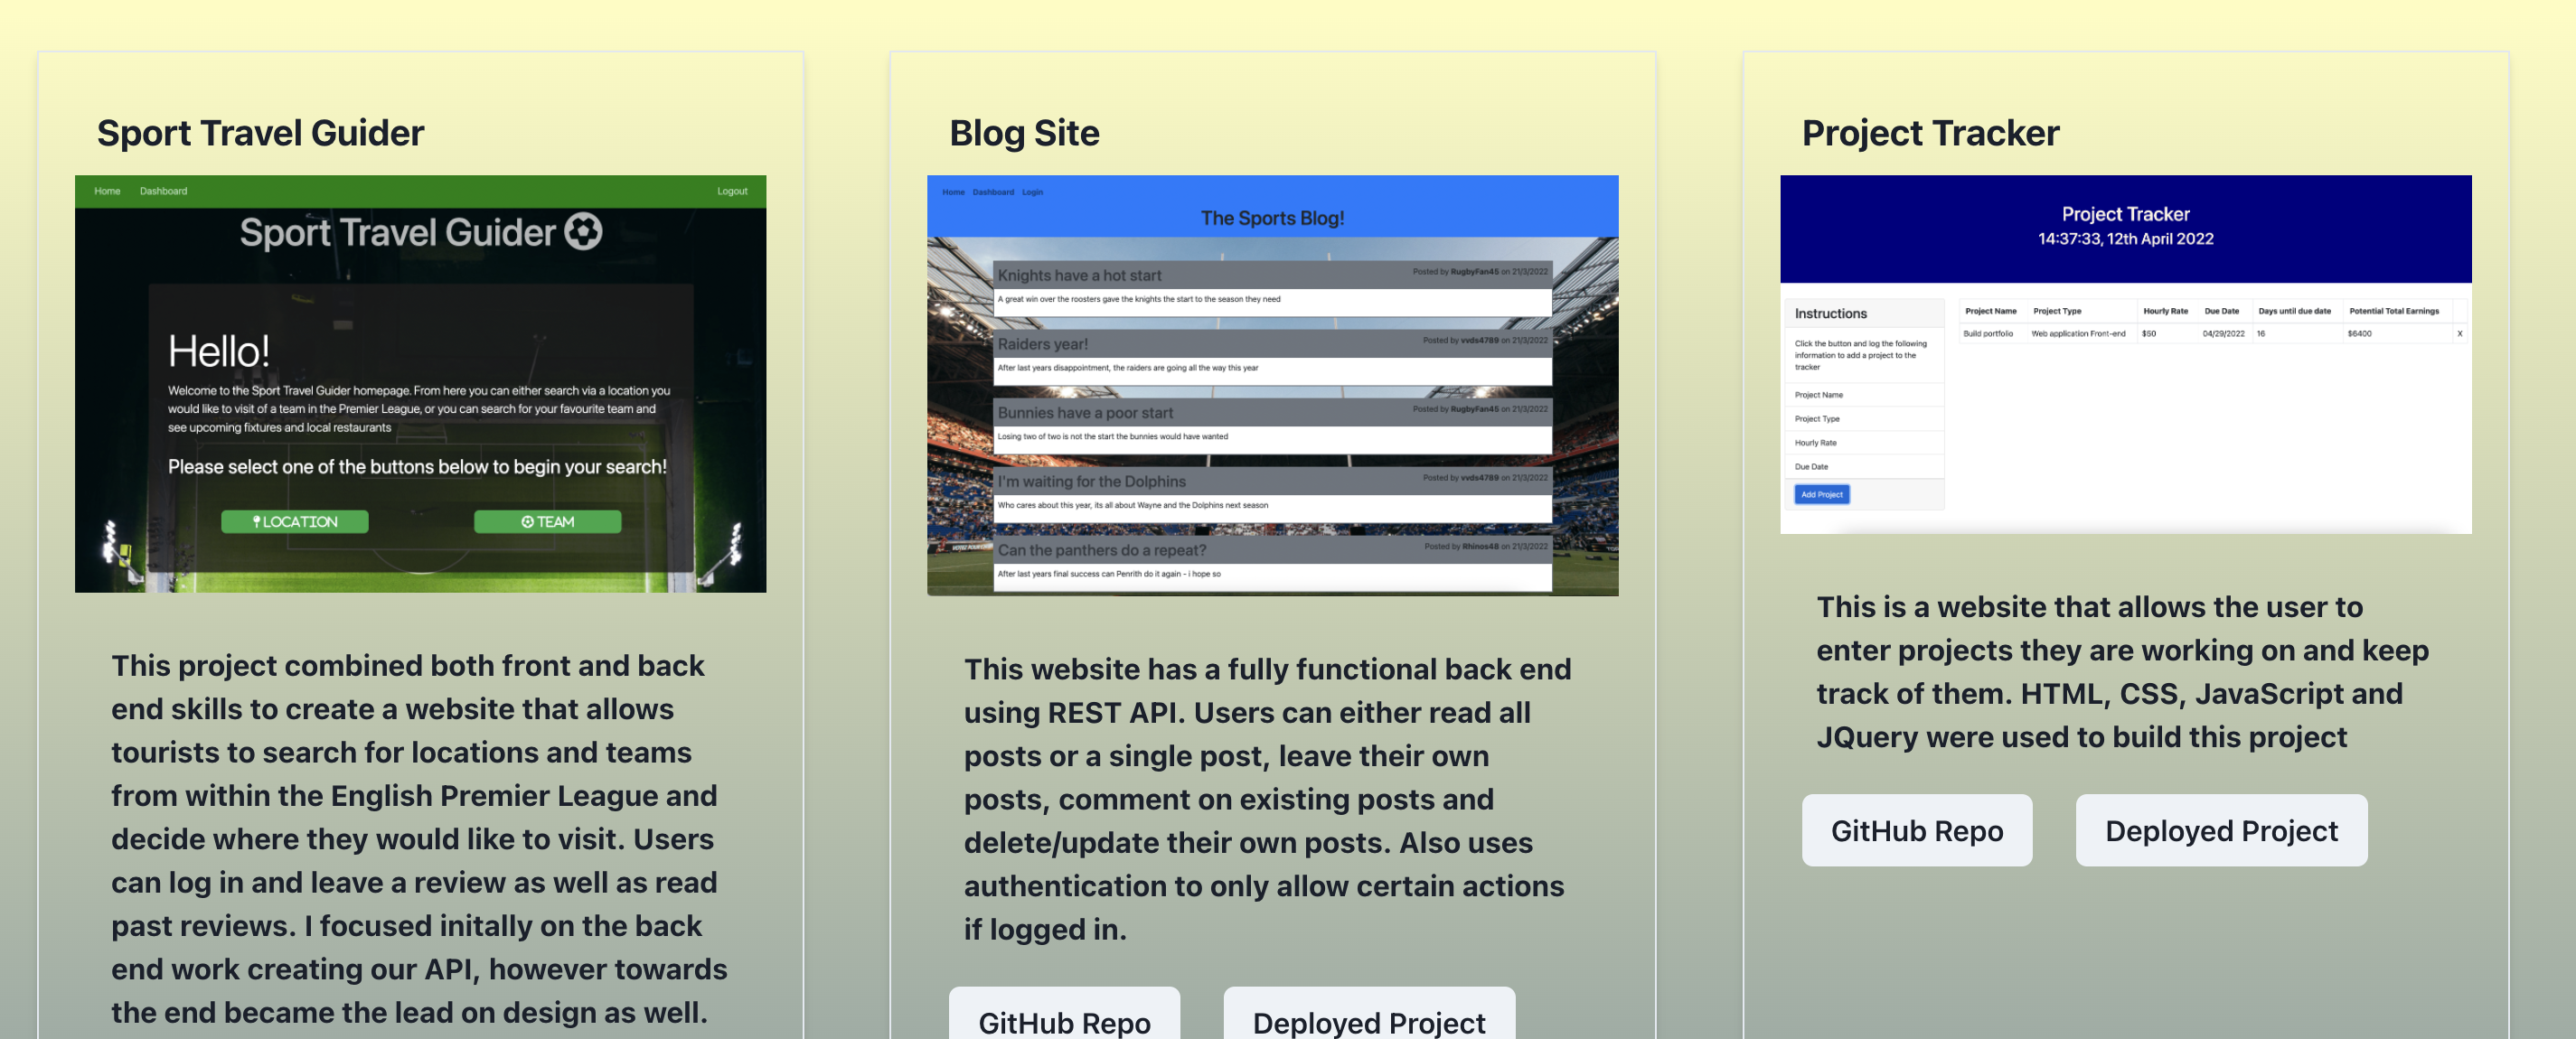 Sport Travel Guider
Home Dashboard Logout
Sport Travel Guider
Hello!
Welcome to the Sport Travel Guider homepage. From here you can either search via a location you
would like to visit of a team in the Premier League, or you can search for your favourite team and
see upcoming fixtures and local restaurants
Please select one of the buttons below to begin your search!
LOCATION TEAM
This project combined both front and back
end skills to create a website that allows
tourists to search for locations and teams
from within the English Premier League and
decide where they would like to visit. Users
can log in and leave a review as well as read
past reviews. I focused initally on the back
end work creating our API, however towards
the end became the lead on design as well.
Blog Site
Home Dashboard Login
The Sports Blog!
Knights have a hot start Posted by RugbyFan45 on 21/3/2022
A great win over the roosters gave the knights the start to the season they need
Raiders year! Posted by vvds4789 on 21/3/2022
After last years disappointment, the raiders are going all the way this year
Bunnies have a poor start Posted by RugbyFan45 on 21/3/2022
Losing two of two is not the start the bunnies would have wanted
I'm waiting for the Dolphins Posted by vvds4789 on 21/3/2022
Who cares about this year, its all about Wayne and the Dolphins next season
Can the panthers do a repeat? Posted by Rhinos48 on 21/3/2022
After last years final success can Penrith do it again - i hope so
This website has a fully functional back end
using REST API. Users can either read all
posts or a single post, leave their own
posts, comment on existing posts and
delete/update their own posts. Also uses
authentication to only allow certain actions
if logged in.
GitHub Repo Deployed Project
Project Tracker
Project Tracker
14:37:33, 12th April 2022
Instructions
Click the button and log the following
information to add a project to the
tracker
Project Name
Project Type
Hourly Rate
Due Date
Add Project
Project Name Project Type Hourly Rate Due Date Days until due date Potential Total Earnings
Build portfolio Web application Front-end $50 04/29/2022 16 $6400 X
This is a website that allows the user to
enter projects they are working on and keep
track of them. HTML, CSS, JavaScript and
JQuery were used to build this project
GitHub Repo Deployed Project